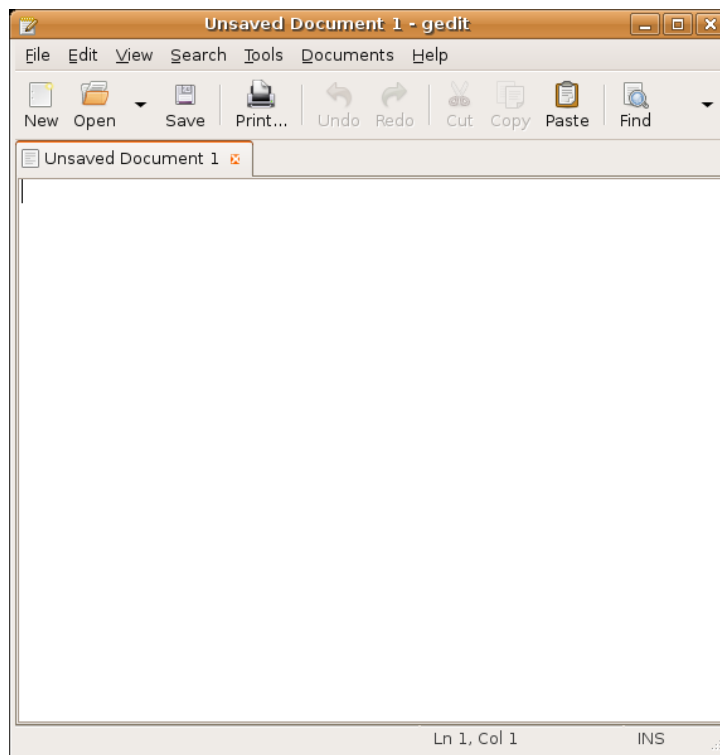 Unsaved Document 1 - gedit
File Edit View Search Tools Documents Help
New Open Save Print... Undo Redo Cut Copy Paste Find
Unsaved Document 1
Ln 1, Col 1 INS